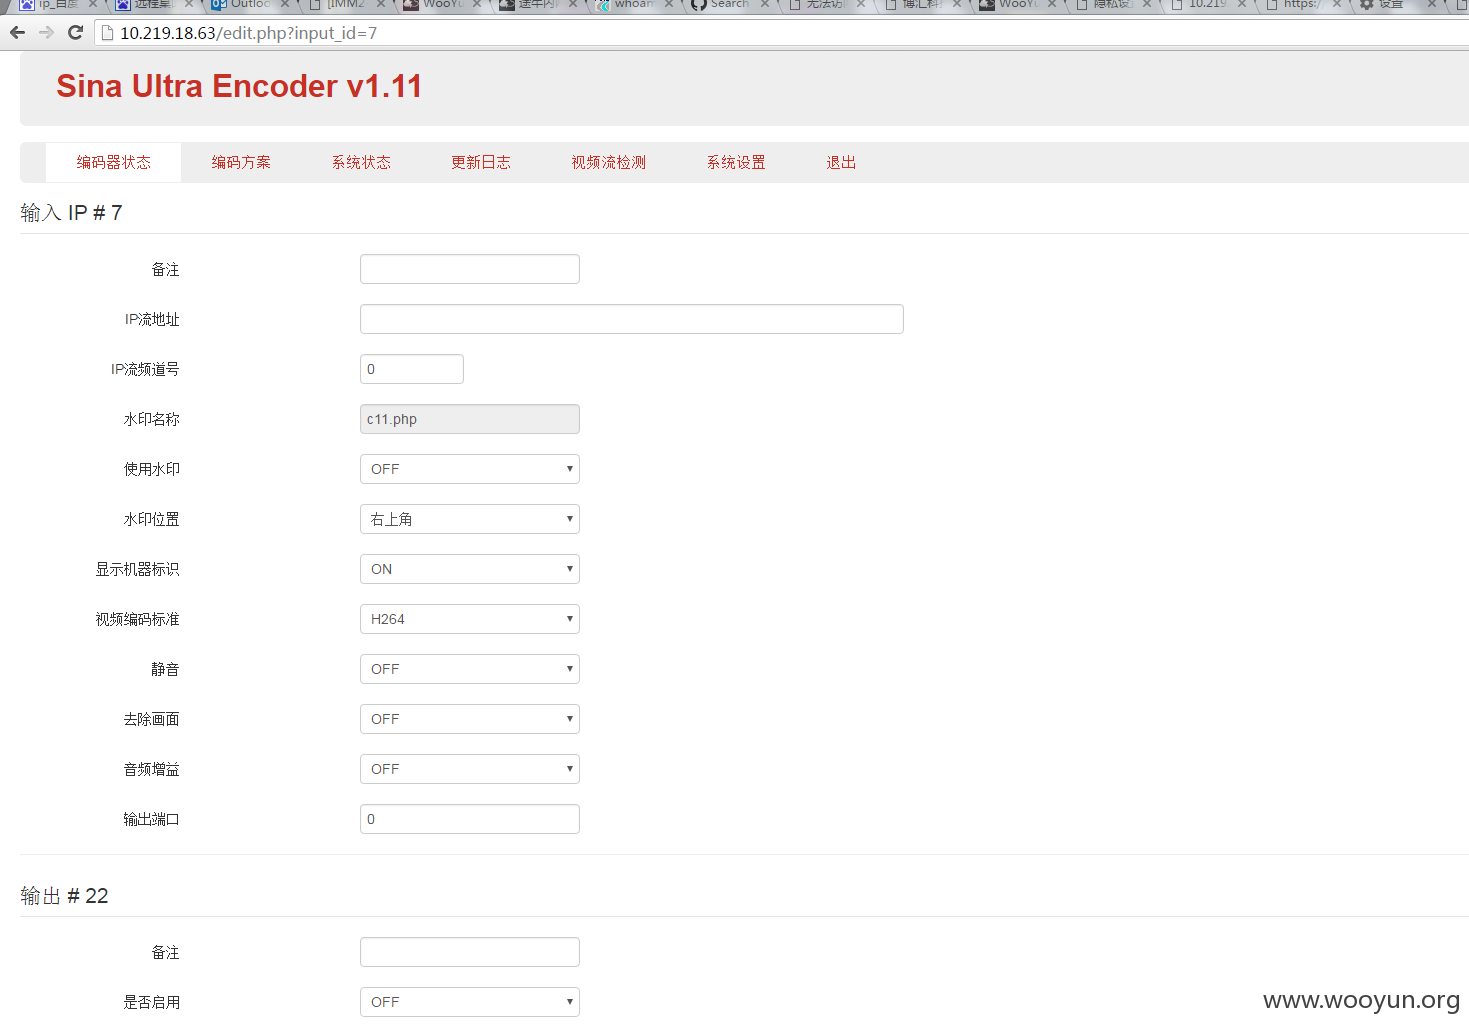 ip_百度
远程桌
Outloo
[IMM2
WooYu
途牛内
whoam
Search
无法访
博汇科
WooYu
隐私设
10.219.
https:/
设置
10.219.18.63/edit.php?input_id=7
Sina Ultra Encoder v1.11
编码器状态 编码方案 系统状态 更新日志 视频流检测 系统设置 退出
输入 IP # 7
备注
IP流地址
IP流频道号 0
水印名称 c11.php
使用水印 OFF
水印位置 右上角
显示机器标识 ON
视频编码标准 H264
静音 OFF
去除画面 OFF
音频增益 OFF
输出端口 0
输出 # 22
备注
是否启用 OFF
www.wooyun.org